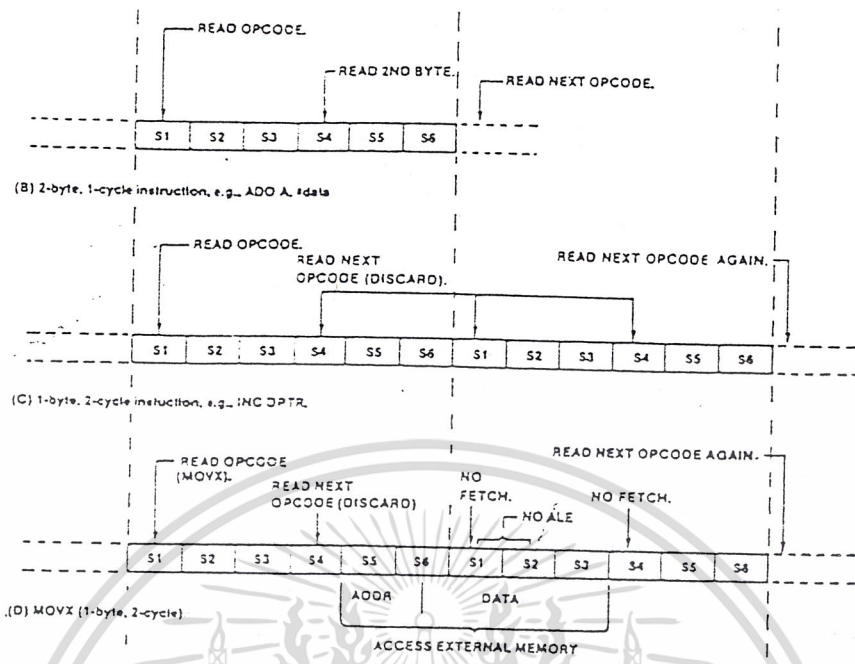 READ OPCODE.
READ 2ND BYTE.
READ NEXT OPCODE.
S1 S2 S3 S4 S5 S6
(B) 2-byte, 1-cycle instruction, e.g., ADD A, #data
READ OPCODE.
READ NEXT
OPCODE (DISCARD).
READ NEXT OPCODE AGAIN.
S1 S2 S3 S4 S5 S6 S1 S2 S3 S4 S5 S6
(C) 1-byte, 2-cycle instruction, e.g., INC DPTR.
READ OPCODE
(MOVX).
READ NEXT
OPCODE (DISCARD)
NO
FETCH.
NO ALE
NO FETCH.
READ NEXT OPCODE AGAIN.
S1 S2 S3 S4 S5 S6 S1 S2 S3 S4 S5 S6
ADDR DATA
(D) MOVX (1-byte, 2-cycle)
ACCESS EXTERNAL MEMORY